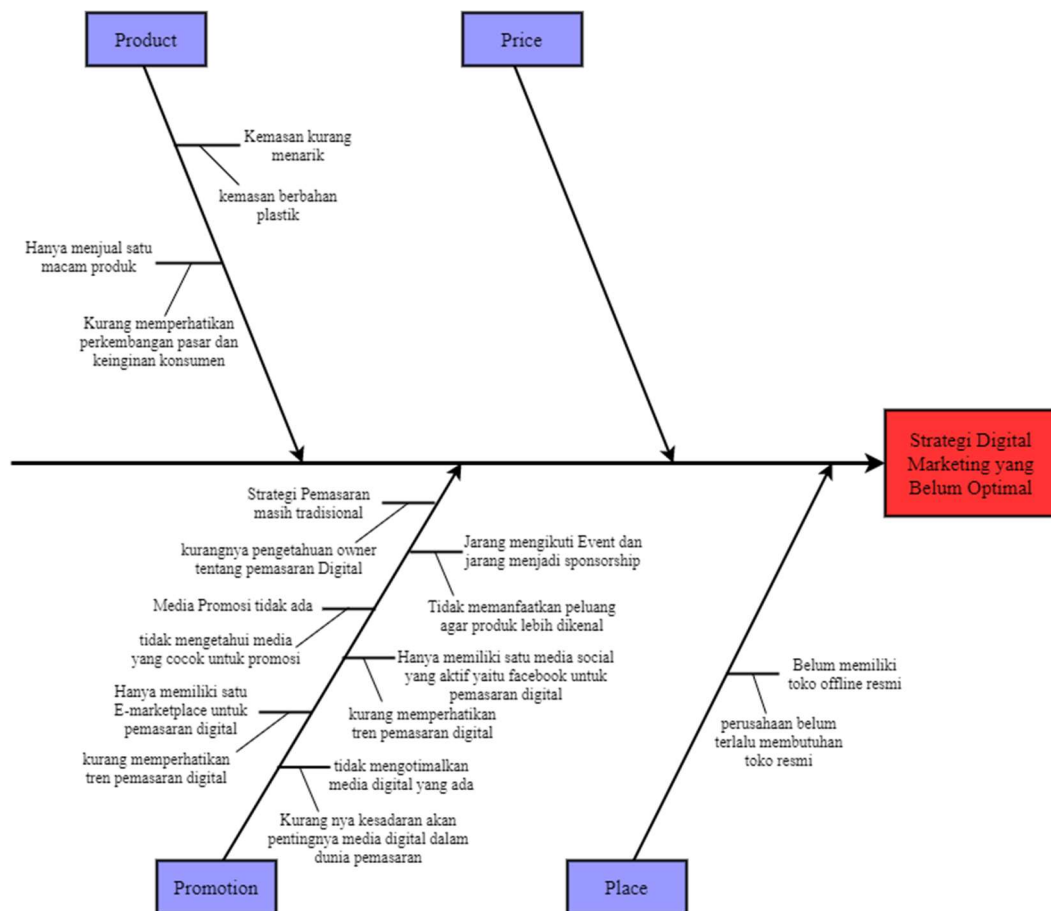 Product
Price
Kemasan kurang
menarik
kemasan berbahan
plastik
Hanya menjual satu
macam produk
Kurang memperhatikan
perkembangan pasar dan
keinginan konsumen
Strategi Digital
Marketing yang
Belum Optimal
Strategi Pemasaran
masih tradisional
kurangnya pengetahuan owner
tentang pemasaran Digital
Jarang mengikuti Event dan
jarang menjadi sponsorship
Media Promosi tidak ada
Tidak memanfaatkan peluang
agar produk lebih dikenal
tidak mengetahui media
yang cocok untuk promosi
Hanya memiliki satu media social
yang aktif yaitu facebook untuk
pemasaran digital
Hanya memiliki satu
E-marketplace untuk
pemasaran digital
kurang memperhatikan
tren pemasaran digital
kurang memperhatikan
tren pemasaran digital
tidak mengotimalkan
media digital yang ada
Kurang nya kesadaran akan
pentingnya media digital dalam
dunia pemasaran
Belum memiliki
toko offline resmi
perusahaan belum
terlalu membutuhan
toko resmi
Promotion
Place